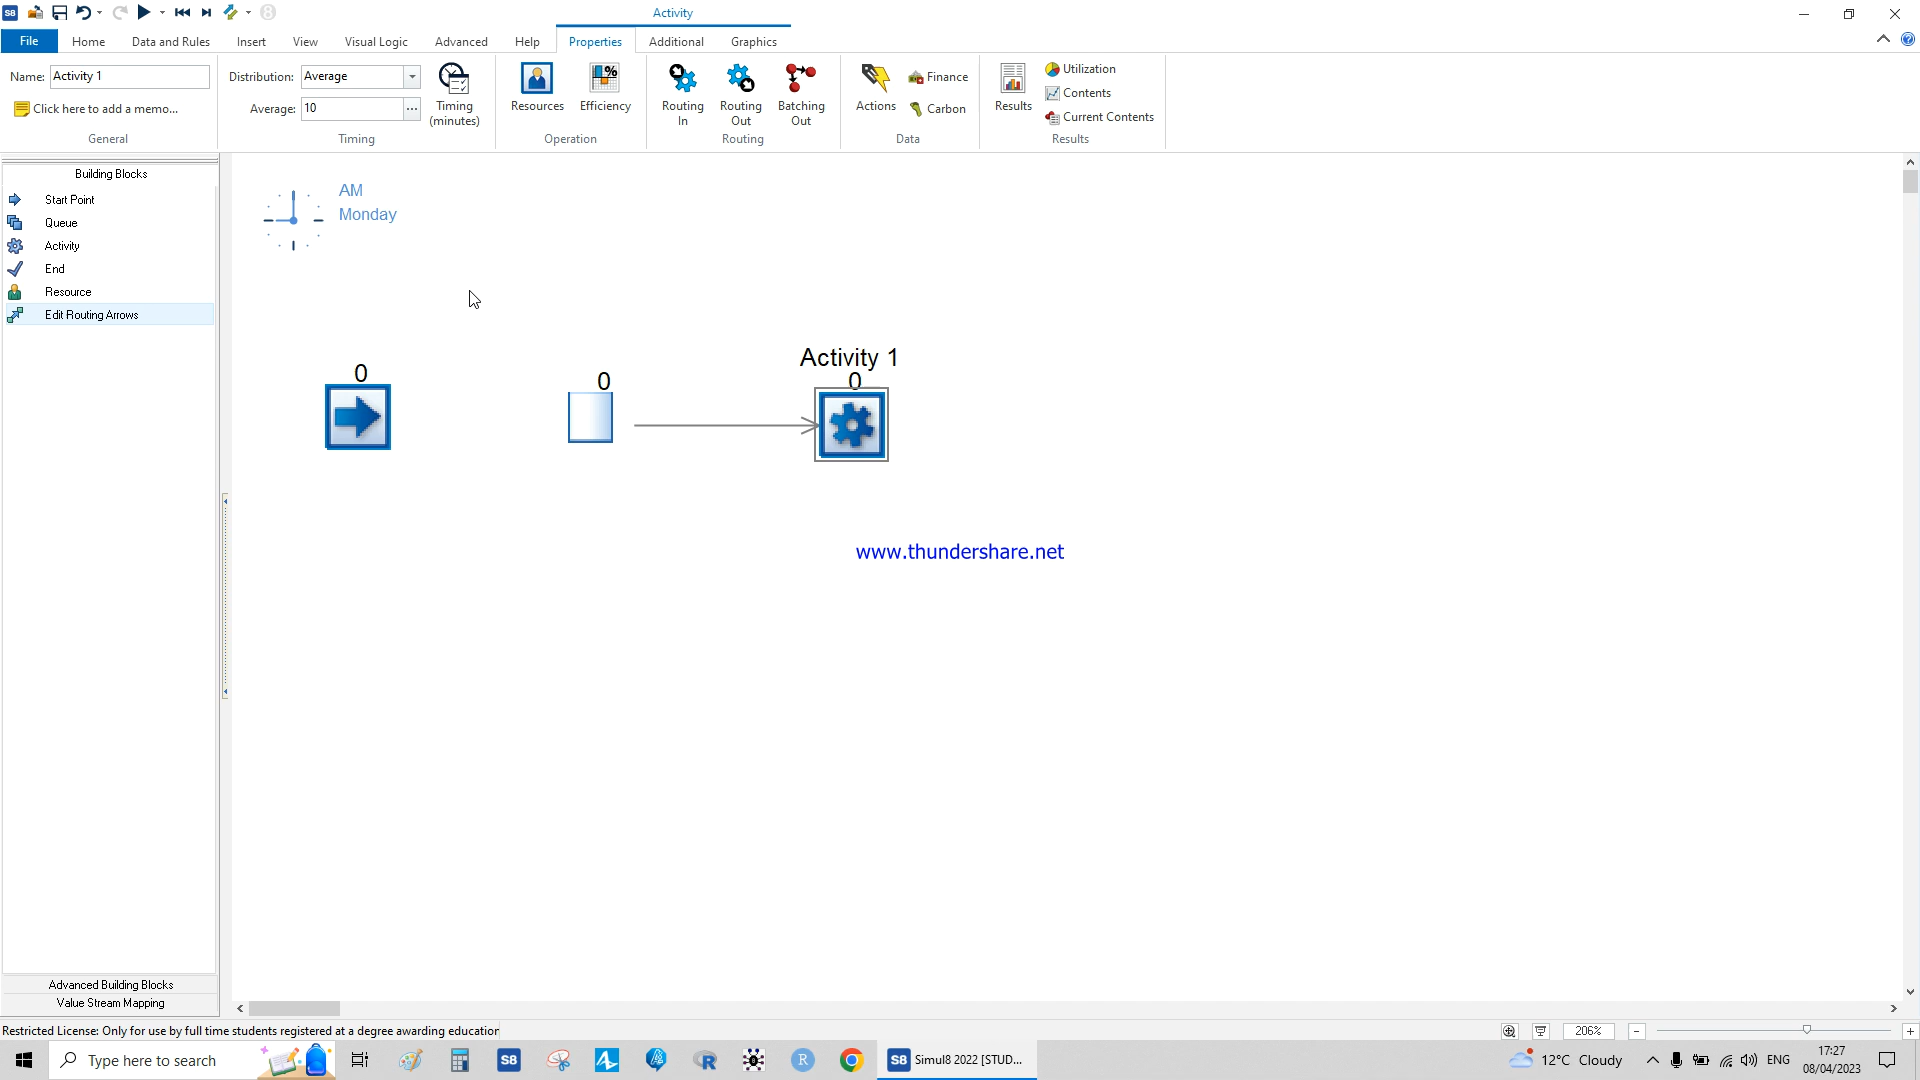 Activity
File Home Data and Rules Insert View Visual Logic Advanced Help Properties Additional Graphics
Name: Activity 1 Distribution: Average Utilization
Finance
Contents
Click here to add a memo... Average: 10 Timing (minutes) Resources Efficiency Routing In Routing Out Batching Out Actions Carbon Results
Current Contents
General Timing Operation Routing Data Results
Building Blocks
Start Point
Queue
Activity
End
Resource
Edit Routing Arrows
AM
Monday
Activity 1
0 0 0
www.thundershare.net
Advanced Building Blocks
Value Stream Mapping
Restricted License: Only for use by full time students registered at a degree awarding education
206%
Type here to search
S8 Simul8 2022 [STUD...
12°C Cloudy
ENG
17:27
08/04/2023